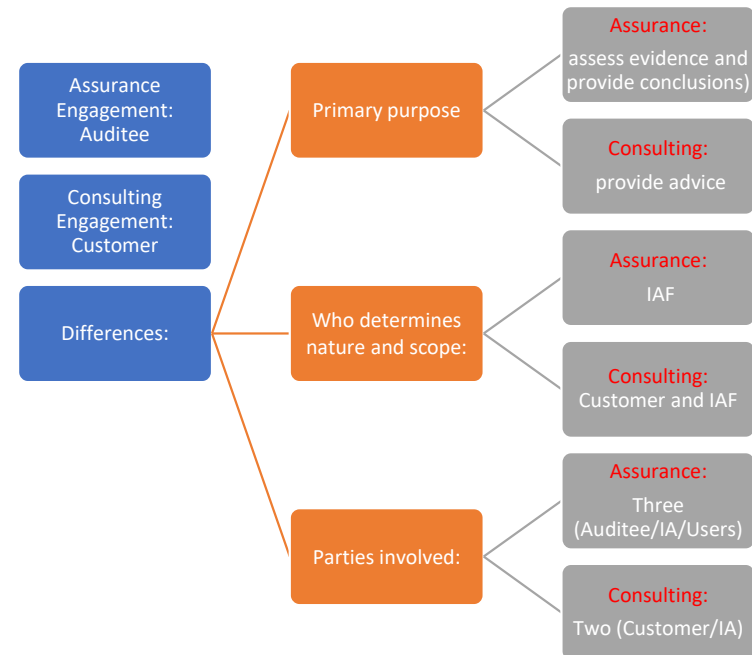 Assurance
Engagement:
Auditee
Consulting
Engagement:
Customer
Differences:
Primary purpose
Assurance:
assess evidence and
provide conclusions)
Consulting:
provide advice
Who determines
nature and scope:
Assurance:
IAF
Consulting:
Customer and IAF
Parties involved:
Assurance:
Three
(Auditee/IA/Users)
Consulting:
Two (Customer/IA)